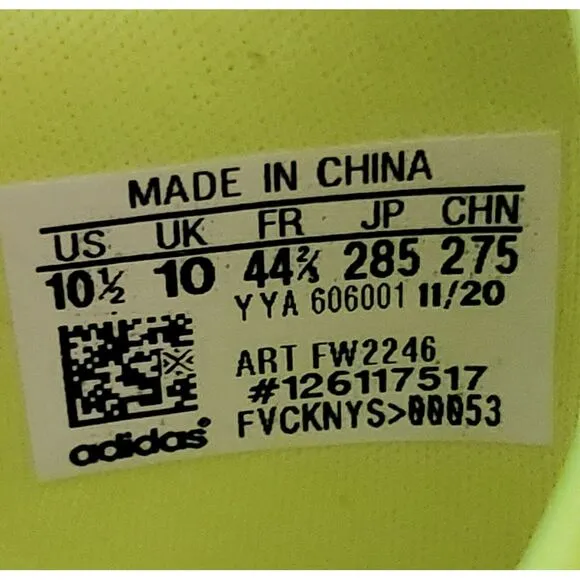 MADE IN CHINA
US UK FR JP CHN
10½ 10 44⅔ 285 275
YYA 606001 11/20
ART FW2246
#126117517
FVCKNYS>00053
adidas